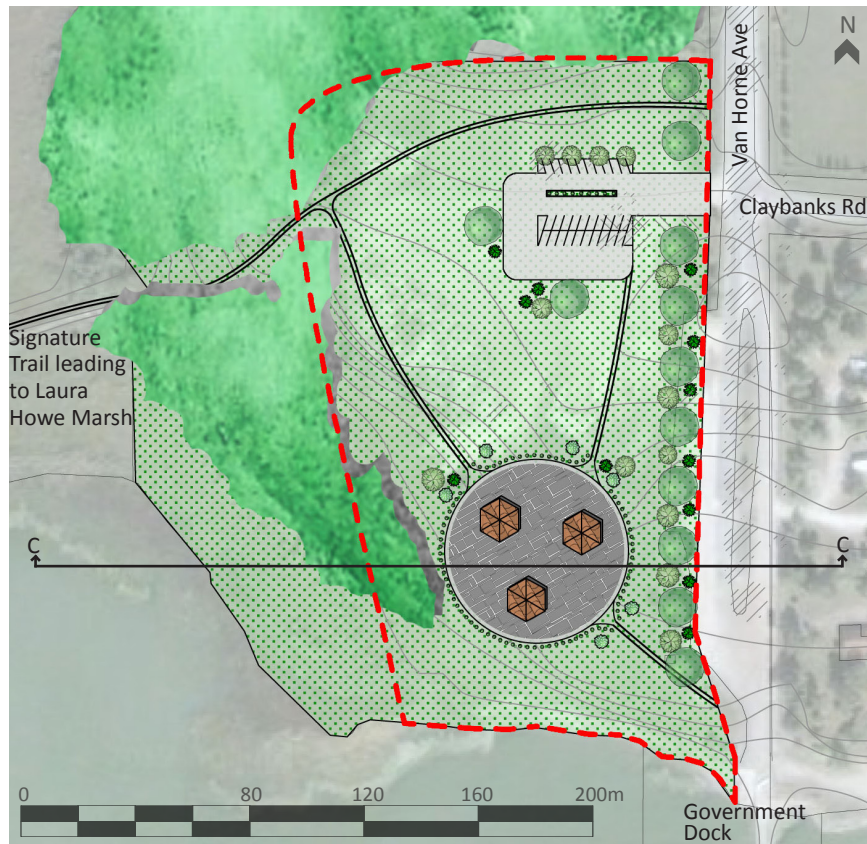 N
Van Horne Ave
Claybanks Rd
Signature
Trail leading
to Laura
Howe Marsh
C
C
0
80
120
160
200m
Government
Dock